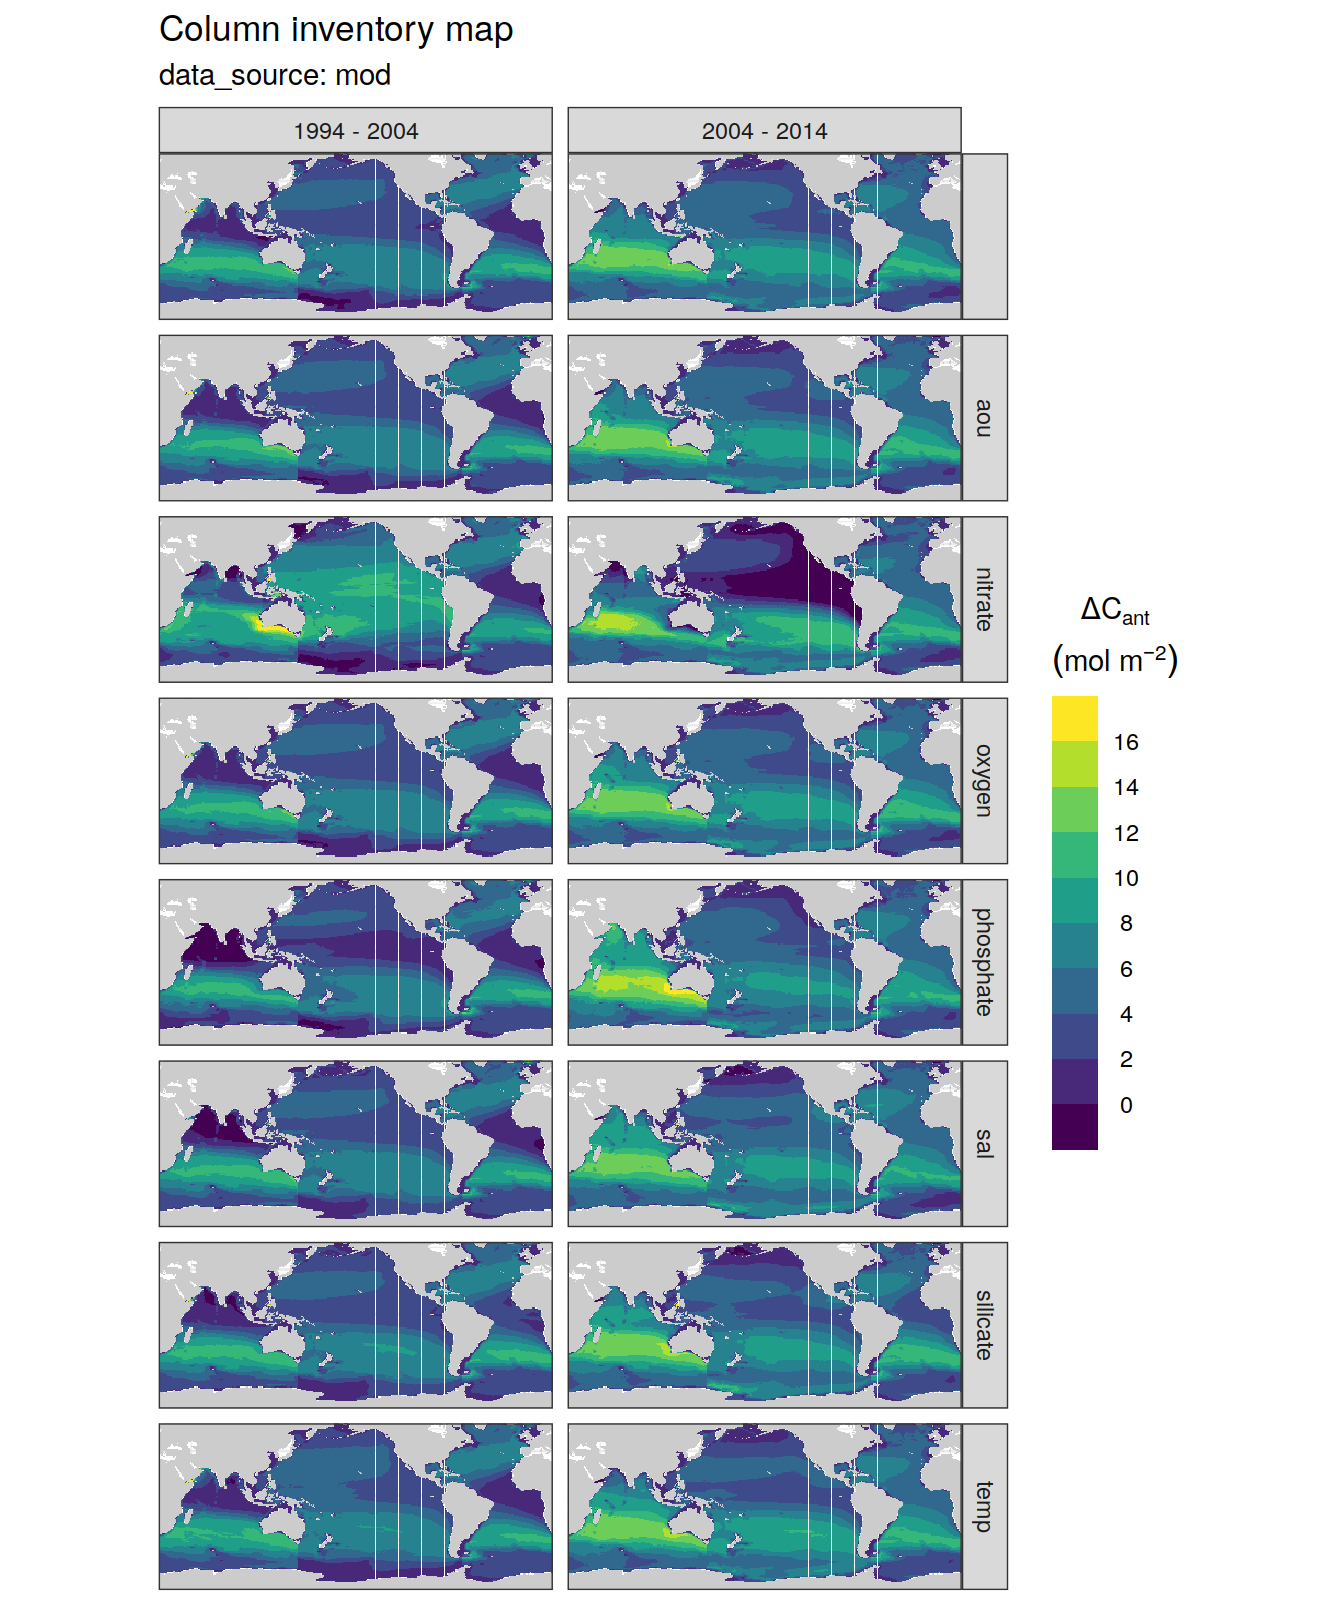 Column inventory map
data_source: mod
1994 - 2004
2004 - 2014
aou
nitrate
oxygen
phosphate
sal
silicate
temp
ΔCant
(mol m−2)
16
14
12
10
8
6
4
2
0